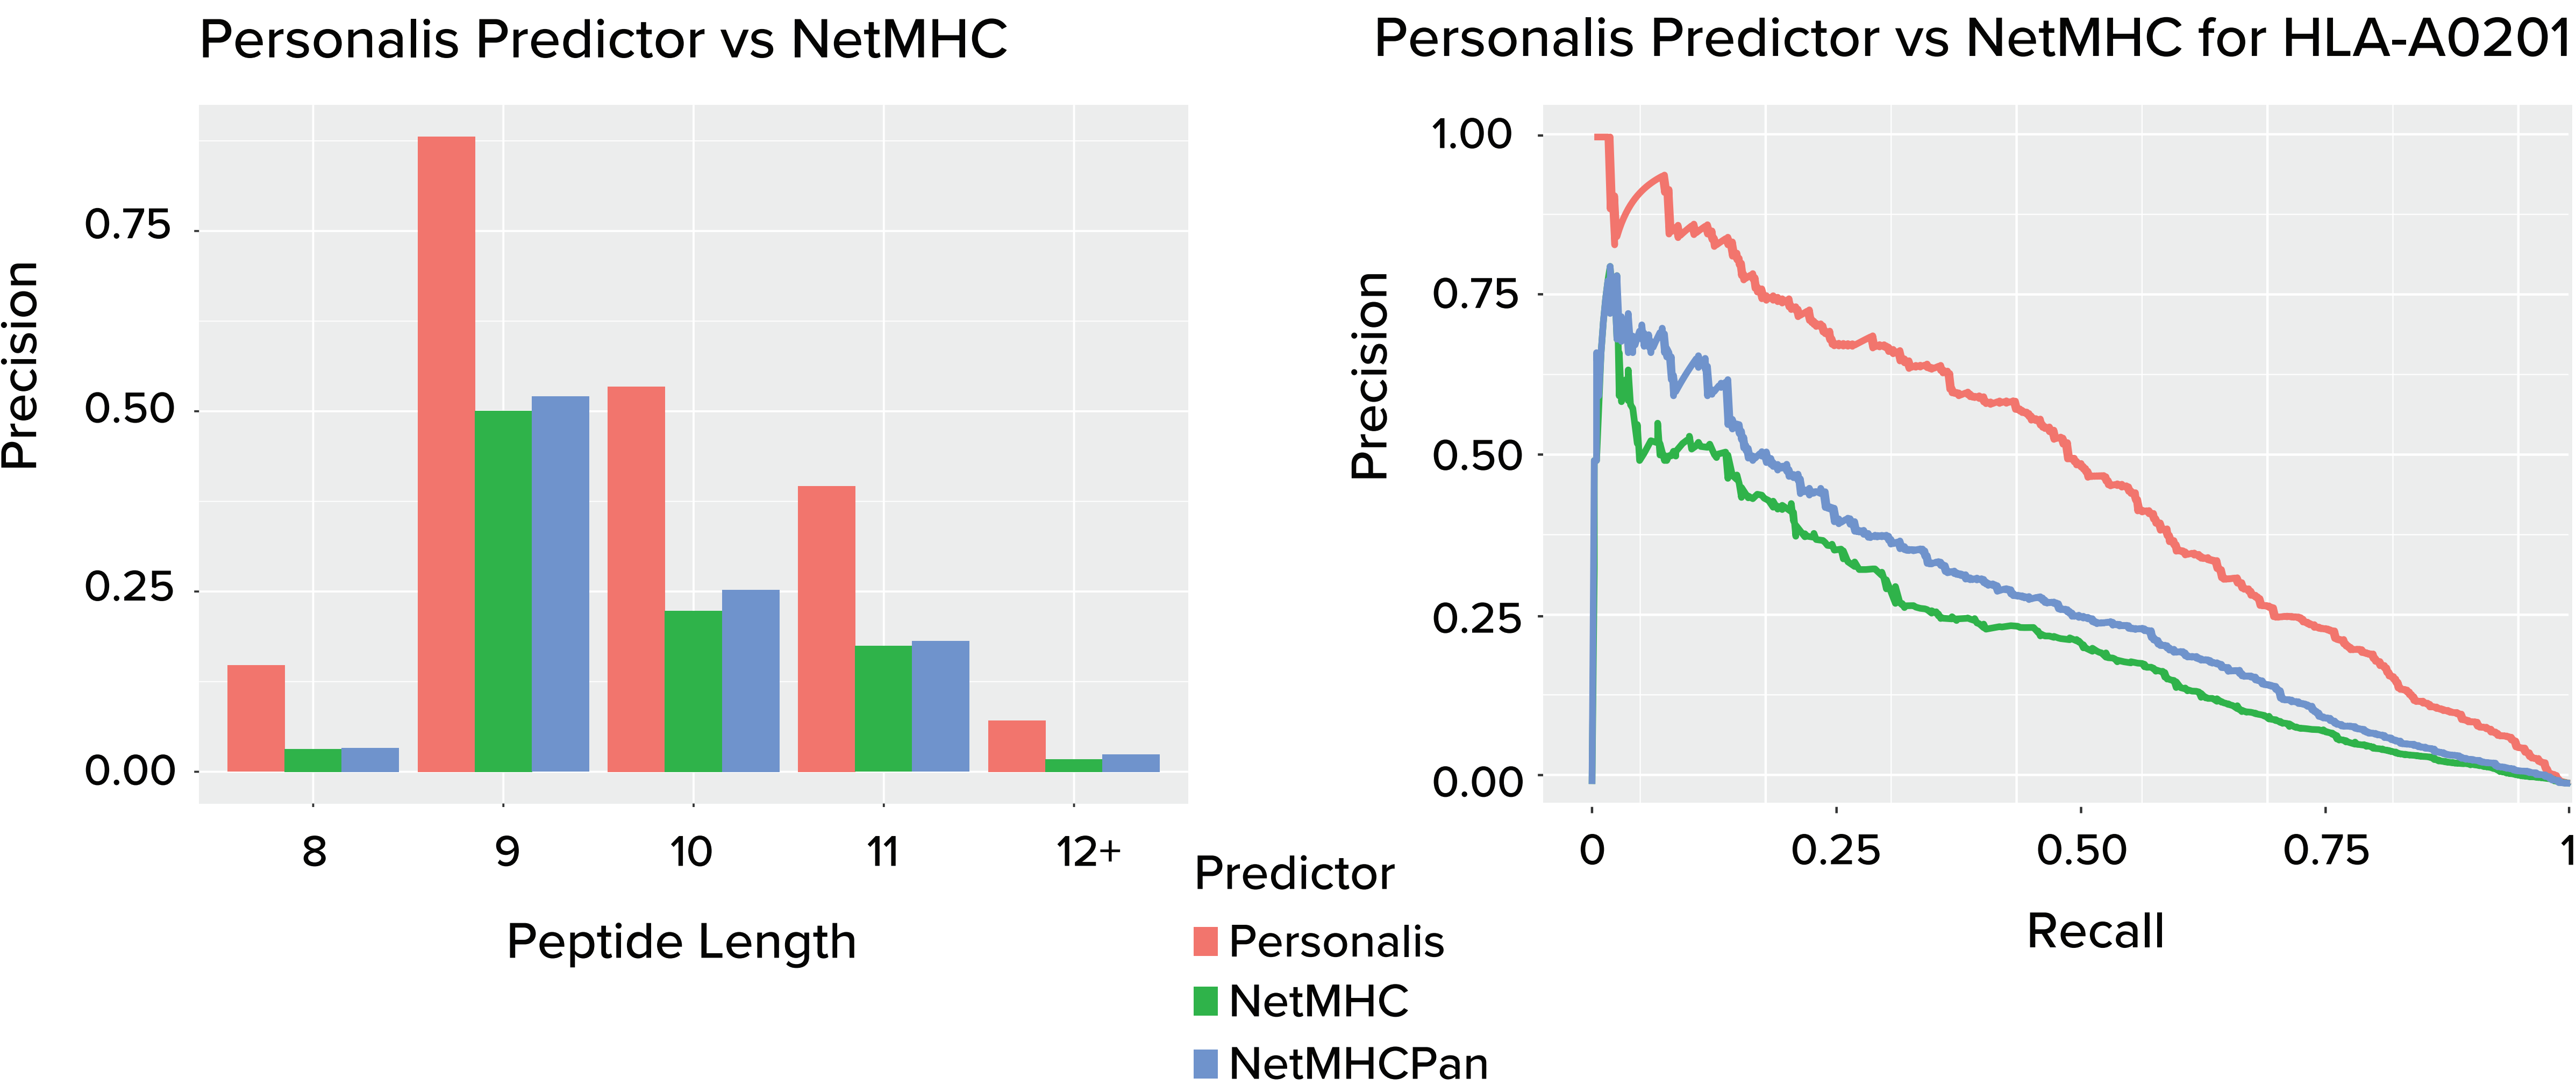 Personalis Predictor vs NetMHC
Precision
0.75
0.50
0.25
0.00
8 9 10 11 12+
Peptide Length
Personalis Predictor vs NetMHC for HLA-A0201
Precision
1.00
0.75
0.50
0.25
0.00
0 0.25 0.50 0.75 1
Recall
Predictor
Personalis
NetMHC
NetMHCPan